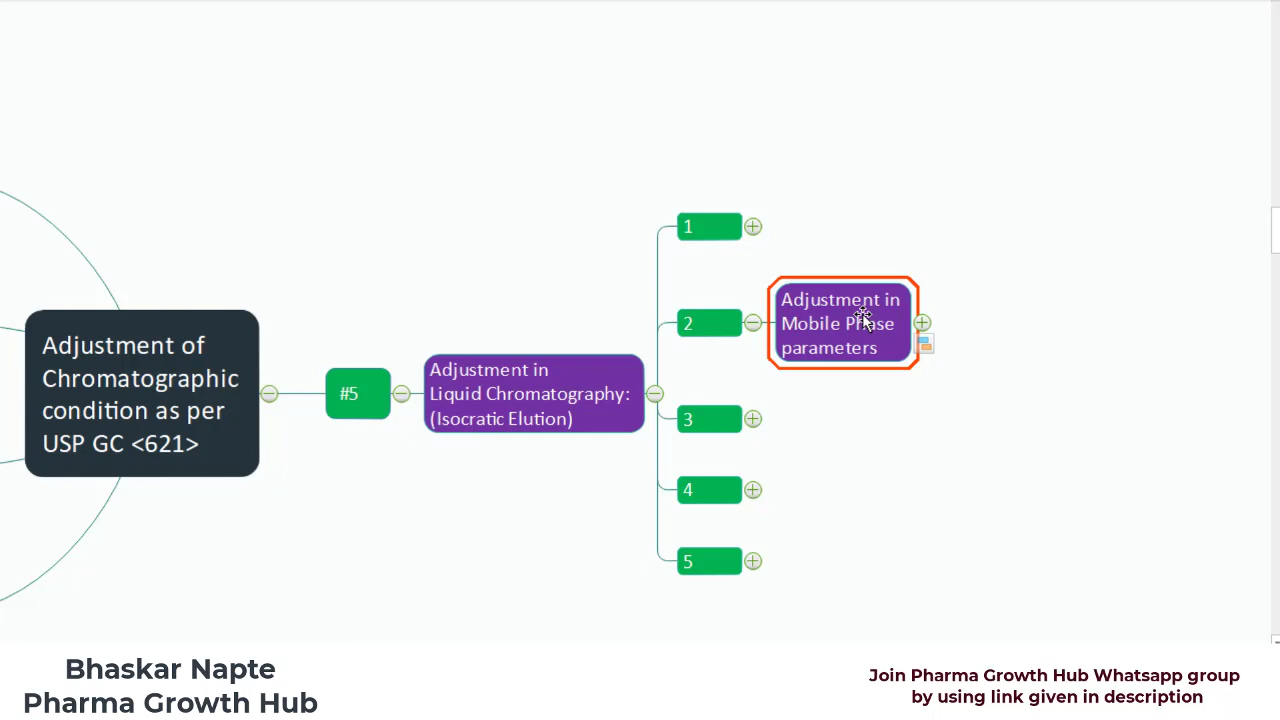 Adjustment of
Chromatographic
condition as per
USP GC <621>
#5
Adjustment in
Liquid Chromatography:
(Isocratic Elution)
1
2
Adjustment in
Mobile Phase
parameters
3
4
5
Bhaskar Napte
Pharma Growth Hub
Join Pharma Growth Hub Whatsapp group
by using link given in description